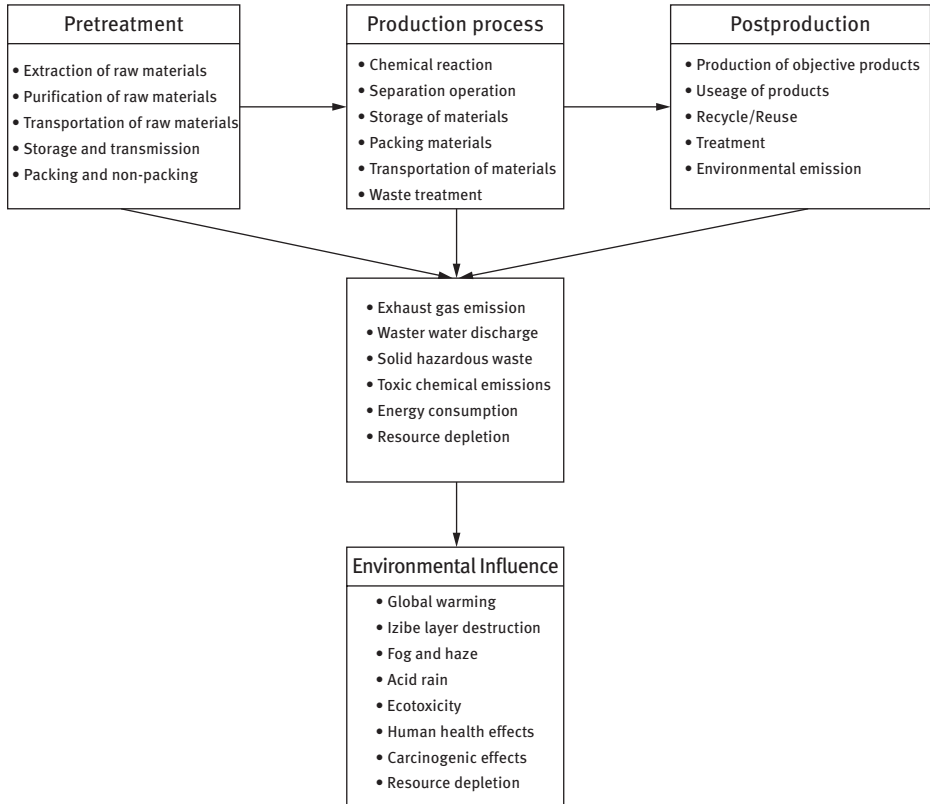 Pretreatment
• Extraction of raw materials
• Purification of raw materials
• Transportation of raw materials
• Storage and transmission
• Packing and non-packing
Production process
• Chemical reaction
• Separation operation
• Storage of materials
• Packing materials
• Transportation of materials
• Waste treatment
Postproduction
• Production of objective products
• Useage of products
• Recycle/Reuse
• Treatment
• Environmental emission
• Exhaust gas emission
• Waster water discharge
• Solid hazardous waste
• Toxic chemical emissions
• Energy consumption
• Resource depletion
Environmental Influence
• Global warming
• Izibe layer destruction
• Fog and haze
• Acid rain
• Ecotoxicity
• Human health effects
• Carcinogenic effects
• Resource depletion